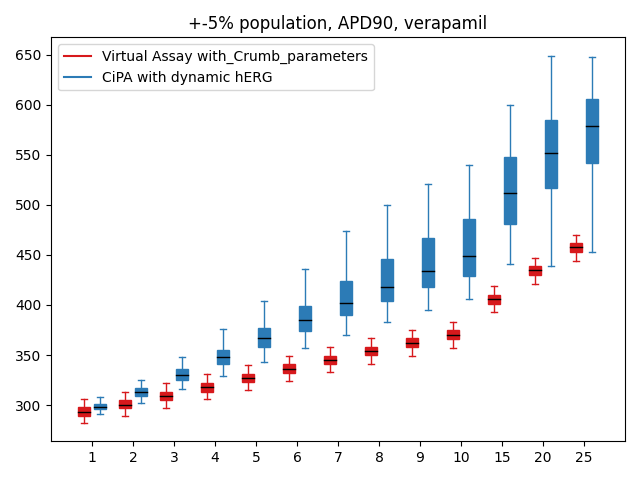 +-5% population, APD90, verapamil
Virtual Assay with_Crumb_parameters
CiPA with dynamic hERG
650
600
550
500
450
400
350
300
1 2 3 4 5 6 7 8 9 10 15 20 25